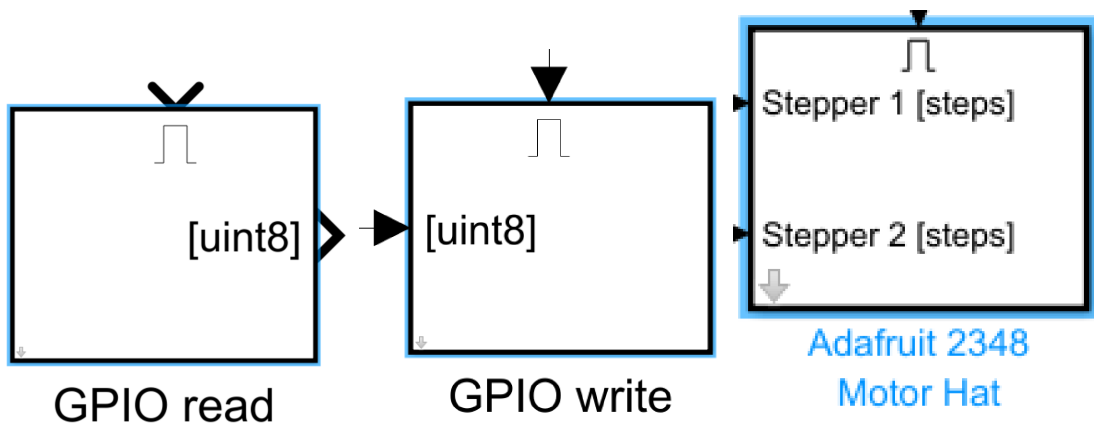 [uint8]
GPIO read
[uint8]
GPIO write
Stepper 1 [steps]
Stepper 2 [steps]
Adafruit 2348
Motor Hat